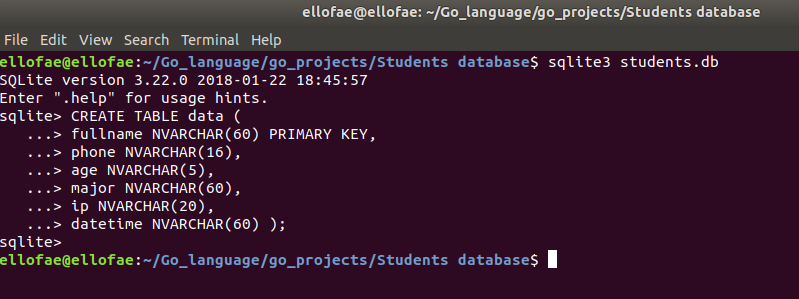 ellofae@ellofae: ~/Go_language/go_projects/Students database
File Edit View Search Terminal Help
ellofae@ellofae:~/Go_language/go_projects/Students database$ sqlite3 students.db
SQLite version 3.22.0 2018-01-22 18:45:57
Enter ".help" for usage hints.
sqlite> CREATE TABLE data (
   ...> fullname NVARCHAR(60) PRIMARY KEY,
   ...> phone NVARCHAR(16),
   ...> age NVARCHAR(5),
   ...> major NVARCHAR(60),
   ...> ip NVARCHAR(20),
   ...> datetime NVARCHAR(60) );
sqlite>
ellofae@ellofae:~/Go_language/go_projects/Students database$